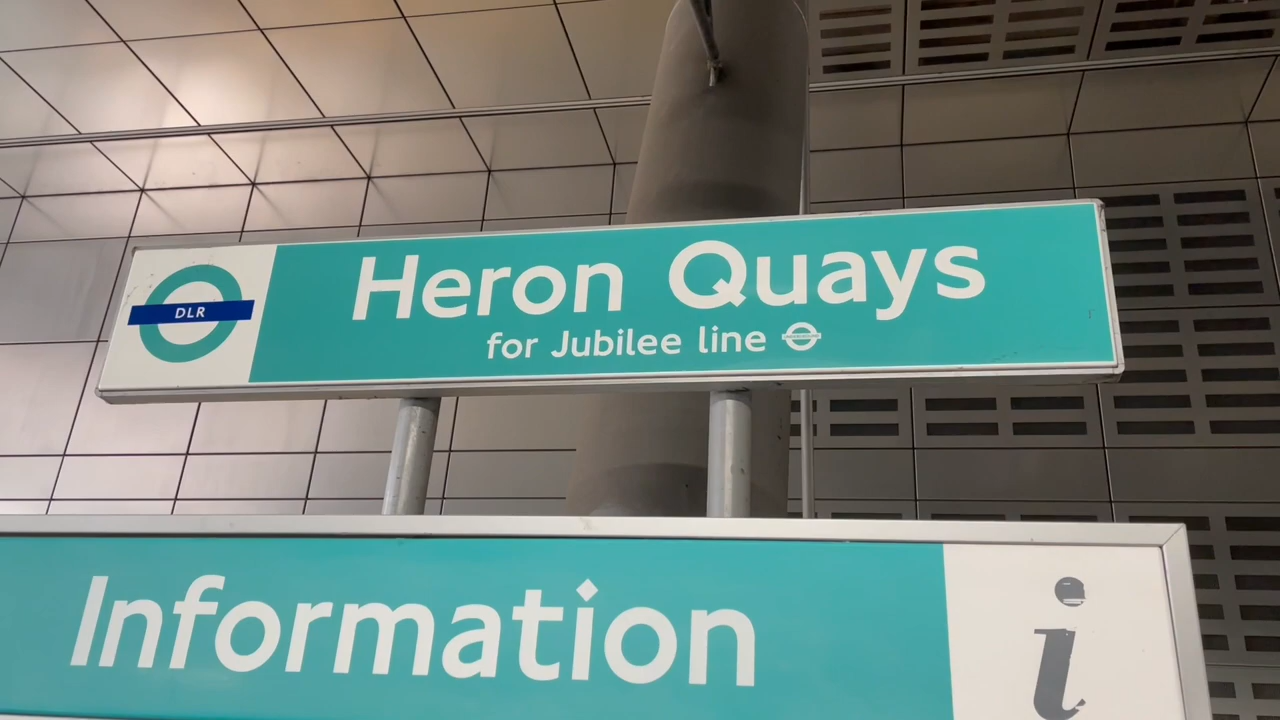 DLR
Heron Quays
for Jubilee line
Information
i